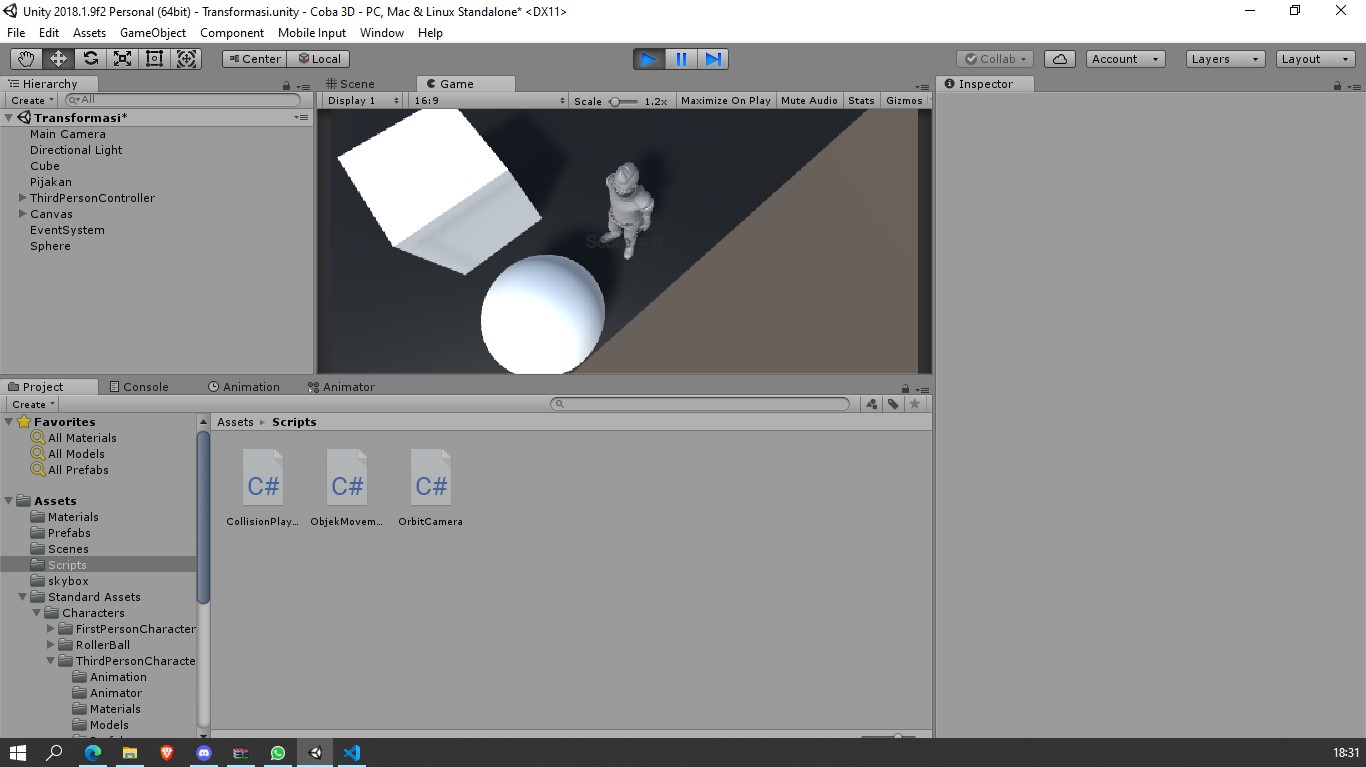 Unity 2018.1.9f2 Personal (64bit) - Transformasi.unity - Coba 3D - PC, Mac & Linux Standalone* <DX11>
File Edit Assets GameObject Component Mobile Input Window Help
Center Local Collab Account Layers Layout
Hierarchy Scene Game Inspector
Create All Display 1 16:9 Scale 1.2x Maximize On Play Mute Audio Stats Gizmos
Transformasi*
Main Camera
Directional Light
Cube
Pijakan
ThirdPersonController
Canvas
EventSystem
Sphere
Project Console Animation Animator
Create
Favorites
All Materials
All Models
All Prefabs
Assets
Materials
Prefabs
Scenes
Scripts
skybox
Standard Assets
Characters
FirstPersonCharacter
RollerBall
ThirdPersonCharacte
Animation
Animator
Materials
Models
Assets Scripts
C# C# C#
CollisionPlay... ObjekMovem... OrbitCamera
18:31